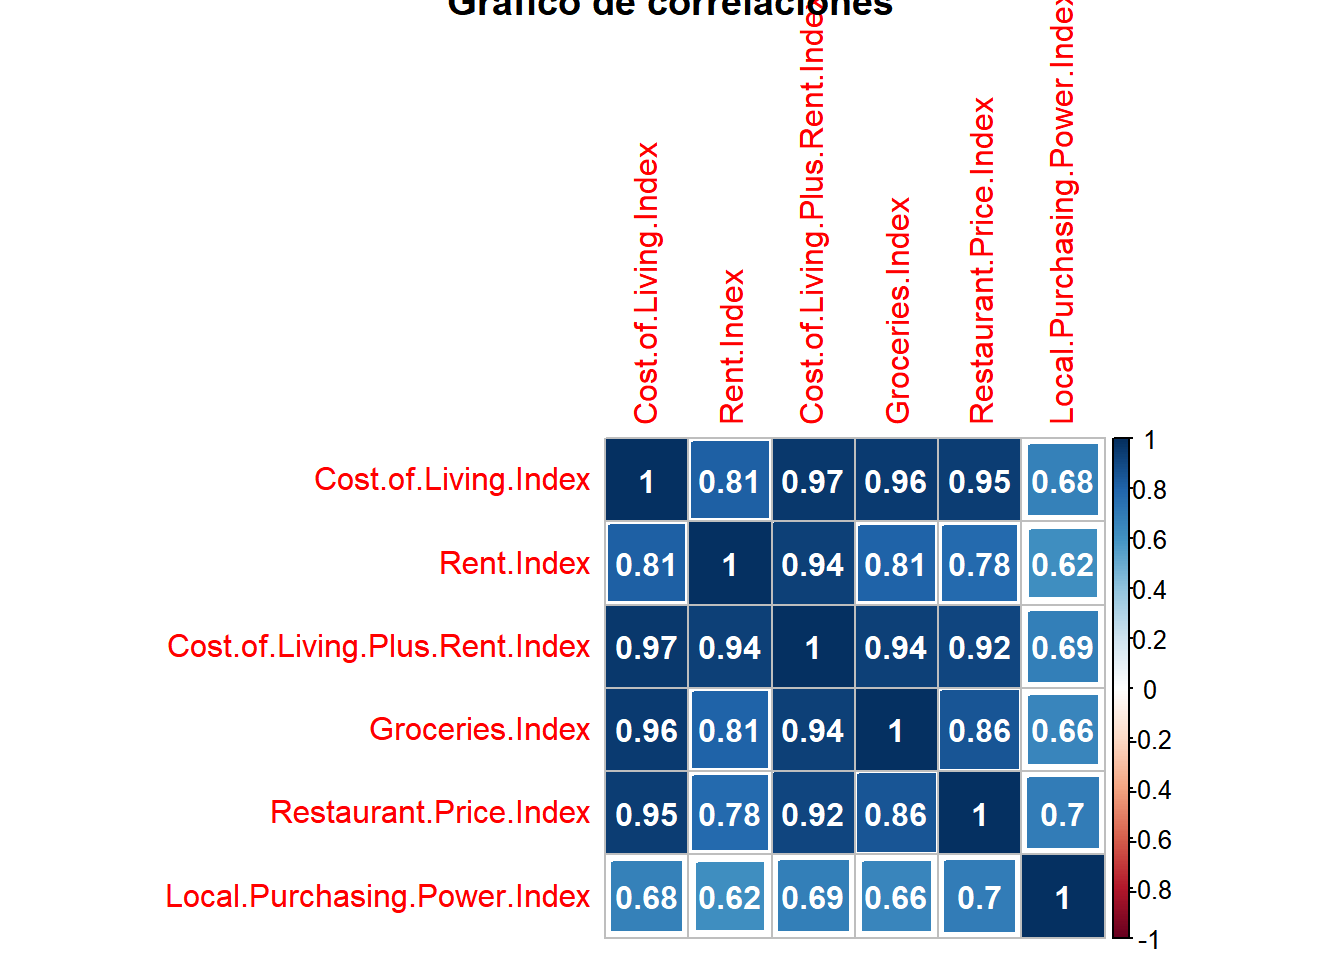 Gráfico de correlaciones
Cost.of.Living.Index
Rent.Index
Cost.of.Living.Plus.Rent.Index
Groceries.Index
Restaurant.Price.Index
Local.Purchasing.Power.Index
Cost.of.Living.Index 1 0.81 0.97 0.96 0.95 0.68
Rent.Index 0.81 1 0.94 0.81 0.78 0.62
Cost.of.Living.Plus.Rent.Index 0.97 0.94 1 0.94 0.92 0.69
Groceries.Index 0.96 0.81 0.94 1 0.86 0.66
Restaurant.Price.Index 0.95 0.78 0.92 0.86 1 0.7
Local.Purchasing.Power.Index 0.68 0.62 0.69 0.66 0.7 1
1
0.8
0.6
0.4
0.2
0
-0.2
-0.4
-0.6
-0.8
-1